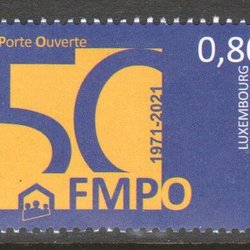 Porte Ouverte
0,80
50
1971-2021
LUXEMBOURG
FMPO